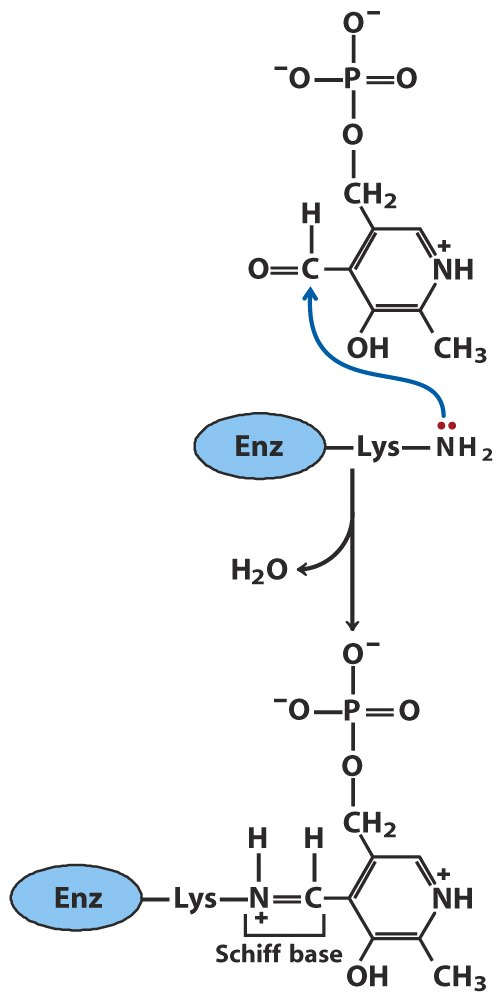 O⁻
⁻O—P=O
O
CH₂
H
O=C
+
NH
OH CH₃
Enz—Lys—NH₂
H₂O
O⁻
⁻O—P=O
O
CH₂
H H
+
Enz—Lys—N=C NH
+
Schiff base
OH CH₃